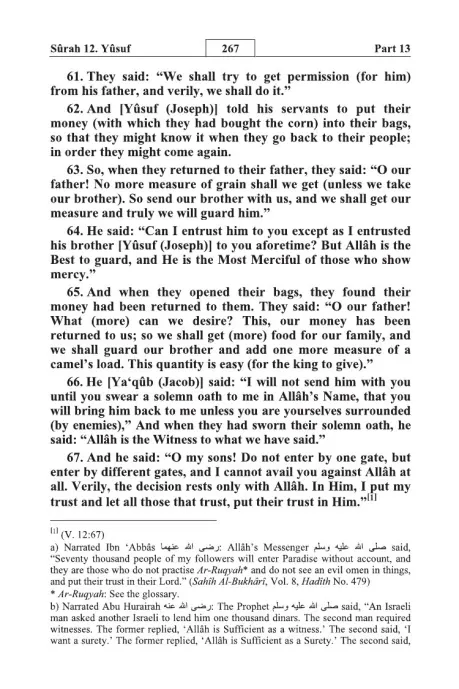 Sûrah 12. Yûsuf 267 Part 13
61. They said: “We shall try to get permission (for him)
from his father, and verily, we shall do it.”
62. And [Yûsuf (Joseph)] told his servants to put their
money (with which they had bought the corn) into their bags,
so that they might know it when they go back to their people;
in order they might come again.
63. So, when they returned to their father, they said: “O our
father! No more measure of grain shall we get (unless we take
our brother). So send our brother with us, and we shall get our
measure and truly we will guard him.”
64. He said: “Can I entrust him to you except as I entrusted
his brother [Yûsuf (Joseph)] to you aforetime? But Allâh is the
Best to guard, and He is the Most Merciful of those who show
mercy.”
65. And when they opened their bags, they found their
money had been returned to them. They said: “O our father!
What (more) can we desire? This, our money has been
returned to us; so we shall get (more) food for our family, and
we shall guard our brother and add one more measure of a
camel’s load. This quantity is easy (for the king to give).”
66. He [Ya‘qûb (Jacob)] said: “I will not send him with you
until you swear a solemn oath to me in Allâh’s Name, that you
will bring him back to me unless you are yourselves surrounded
(by enemies),” And when they had sworn their solemn oath, he
said: “Allâh is the Witness to what we have said.”
67. And he said: “O my sons! Do not enter by one gate, but
enter by different gates, and I cannot avail you against Allâh at
all. Verily, the decision rests only with Allâh. In Him, I put my
trust and let all those that trust, put their trust in Him.”[1]
[1] (V. 12:67)
a) Narrated Ibn ‘Abbâs رضى الله عنهما: Allâh’s Messenger صلى الله عليه وسلم said,
“Seventy thousand people of my followers will enter Paradise without account, and
they are those who do not practise Ar-Ruqyah* and do not see an evil omen in things,
and put their trust in their Lord.” (Sahîh Al-Bukhârî, Vol. 8, Hadîth No. 479)
* Ar-Ruqyah: See the glossary.
b) Narrated Abu Hurairah رضى الله عنه: The Prophet صلى الله عليه وسلم said, “An Israeli
man asked another Israeli to lend him one thousand dinars. The second man required
witnesses. The former replied, ‘Allâh is Sufficient as a witness.’ The second said, ‘I
want a surety.’ The former replied, ‘Allâh is Sufficient as a Surety.’ The second said,